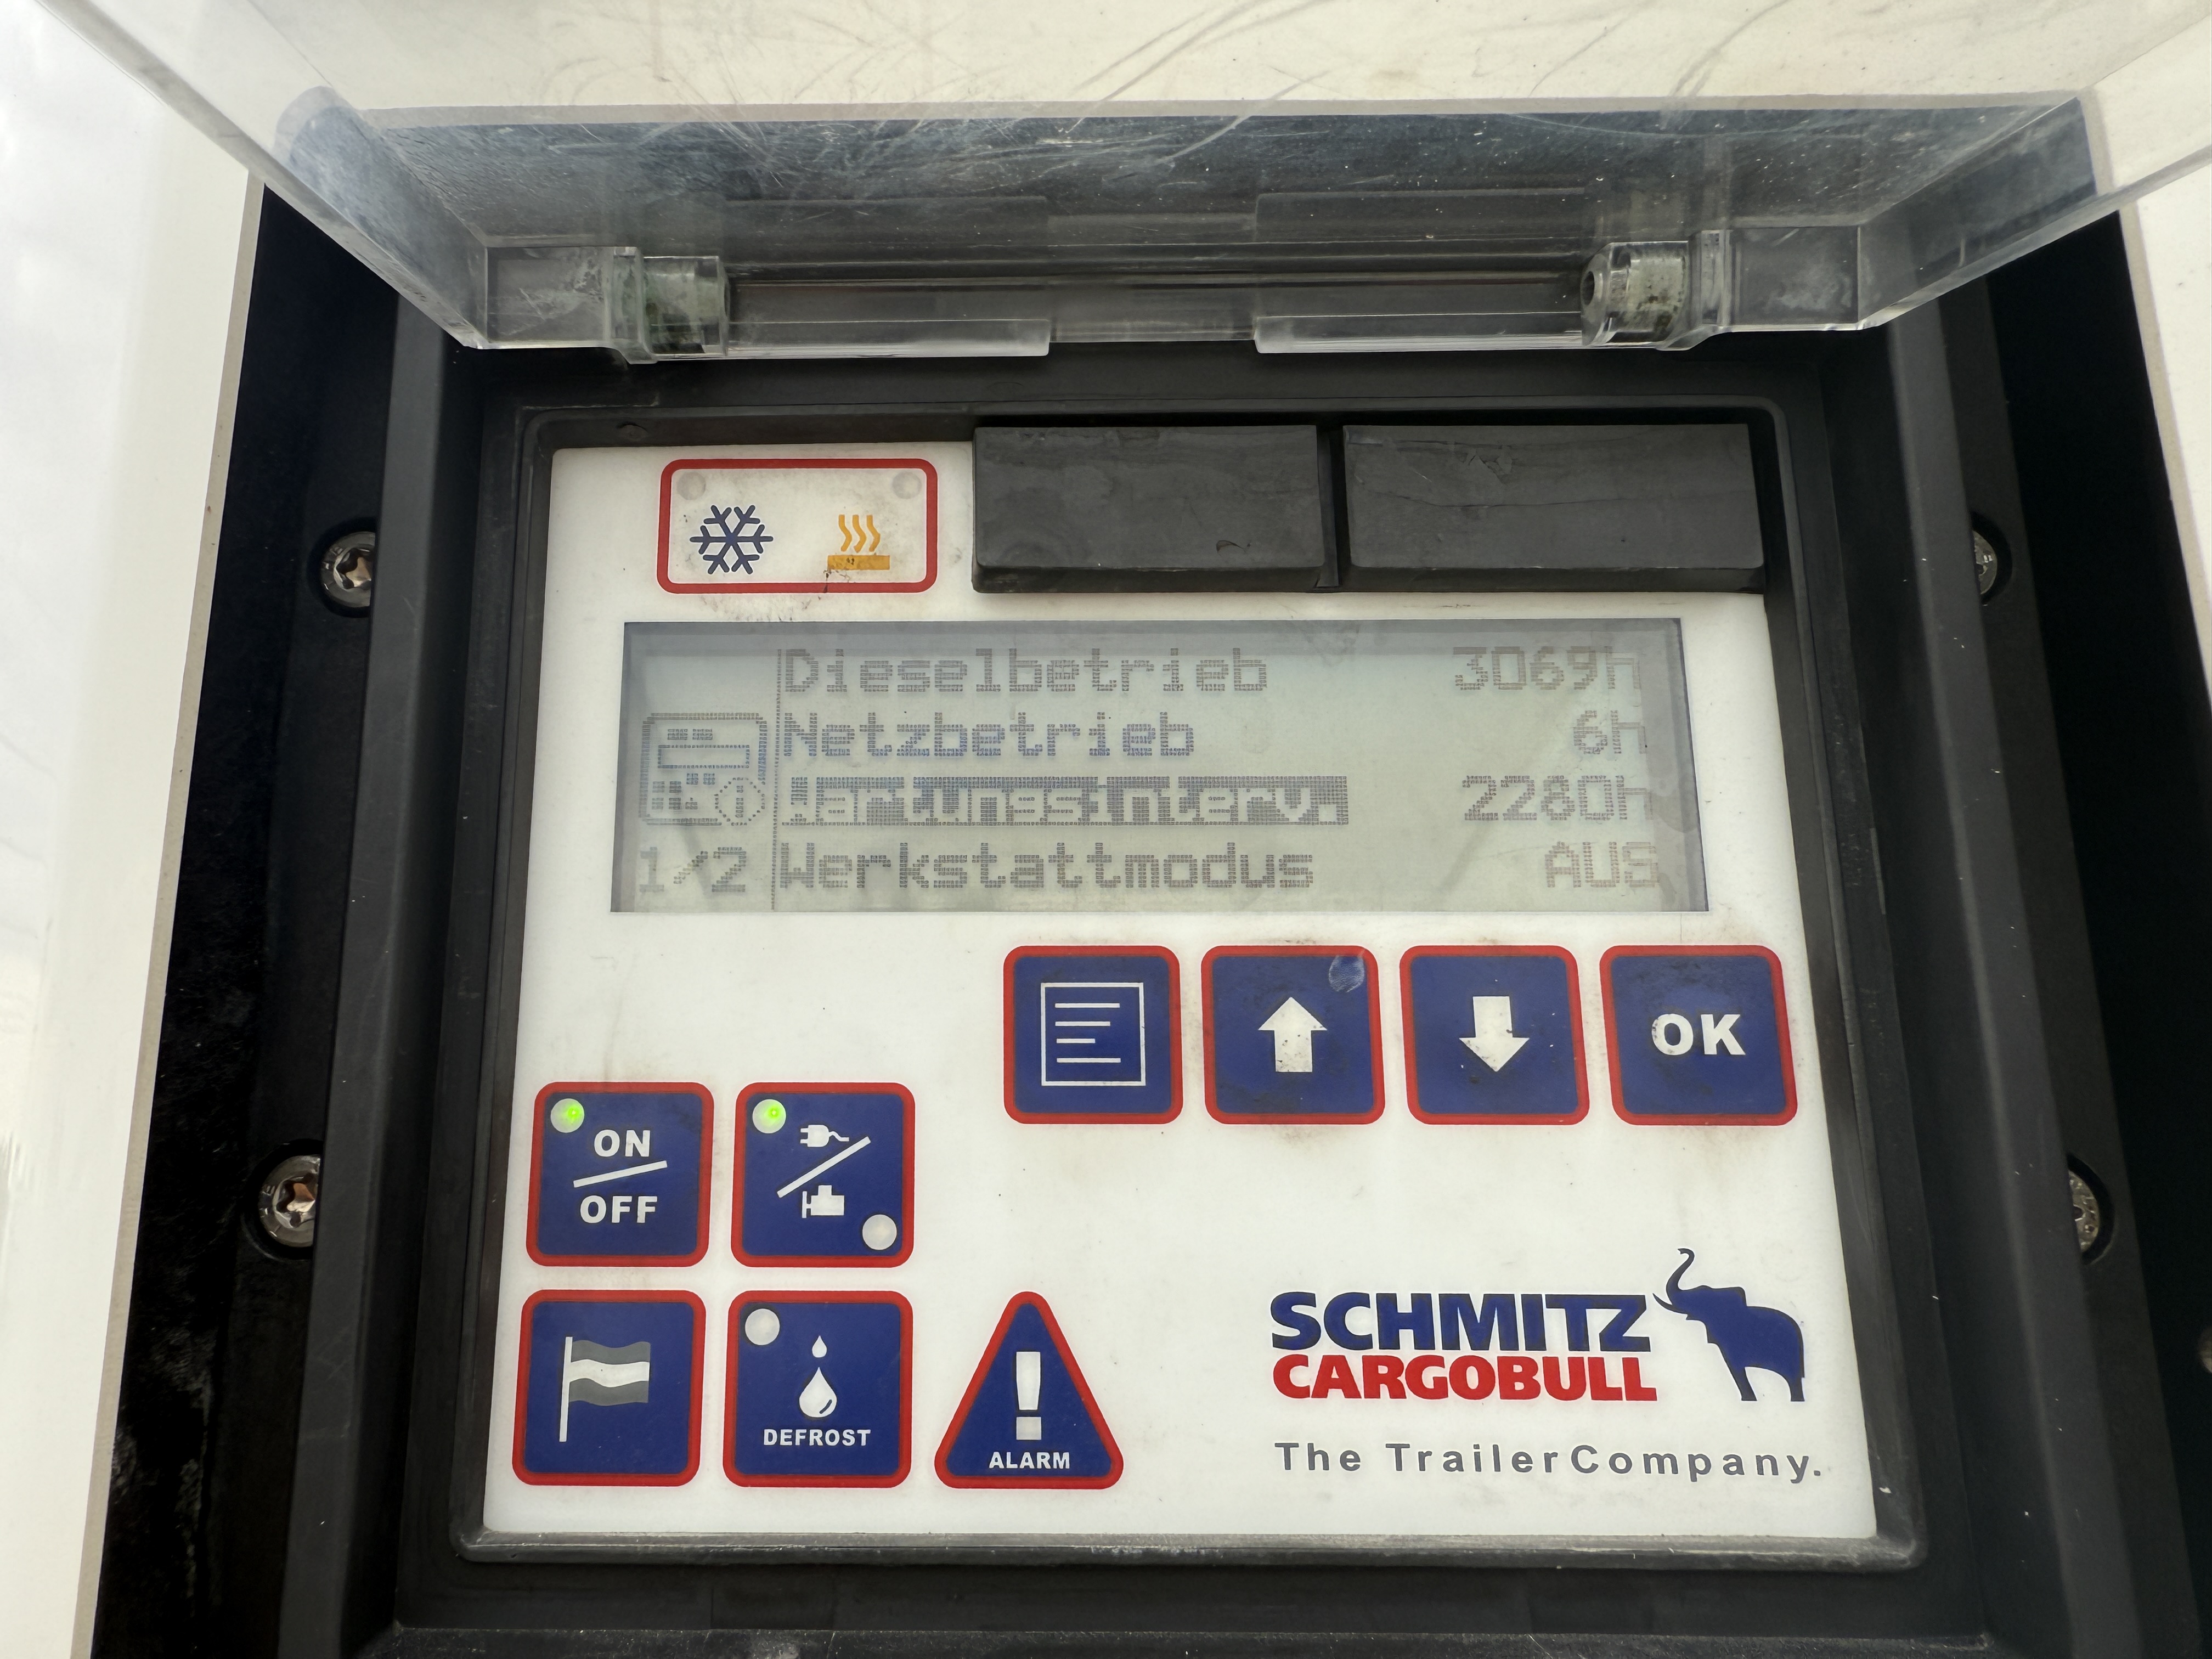 Dieselbetrieb 3069h
Netzbetrieb 6h
Wartungsinterv. 2280h
1/2 Werkstattmodus AUS
OK
ON
OFF
DEFROST
ALARM
SCHMITZ
CARGOBULL
The TrailerCompany.